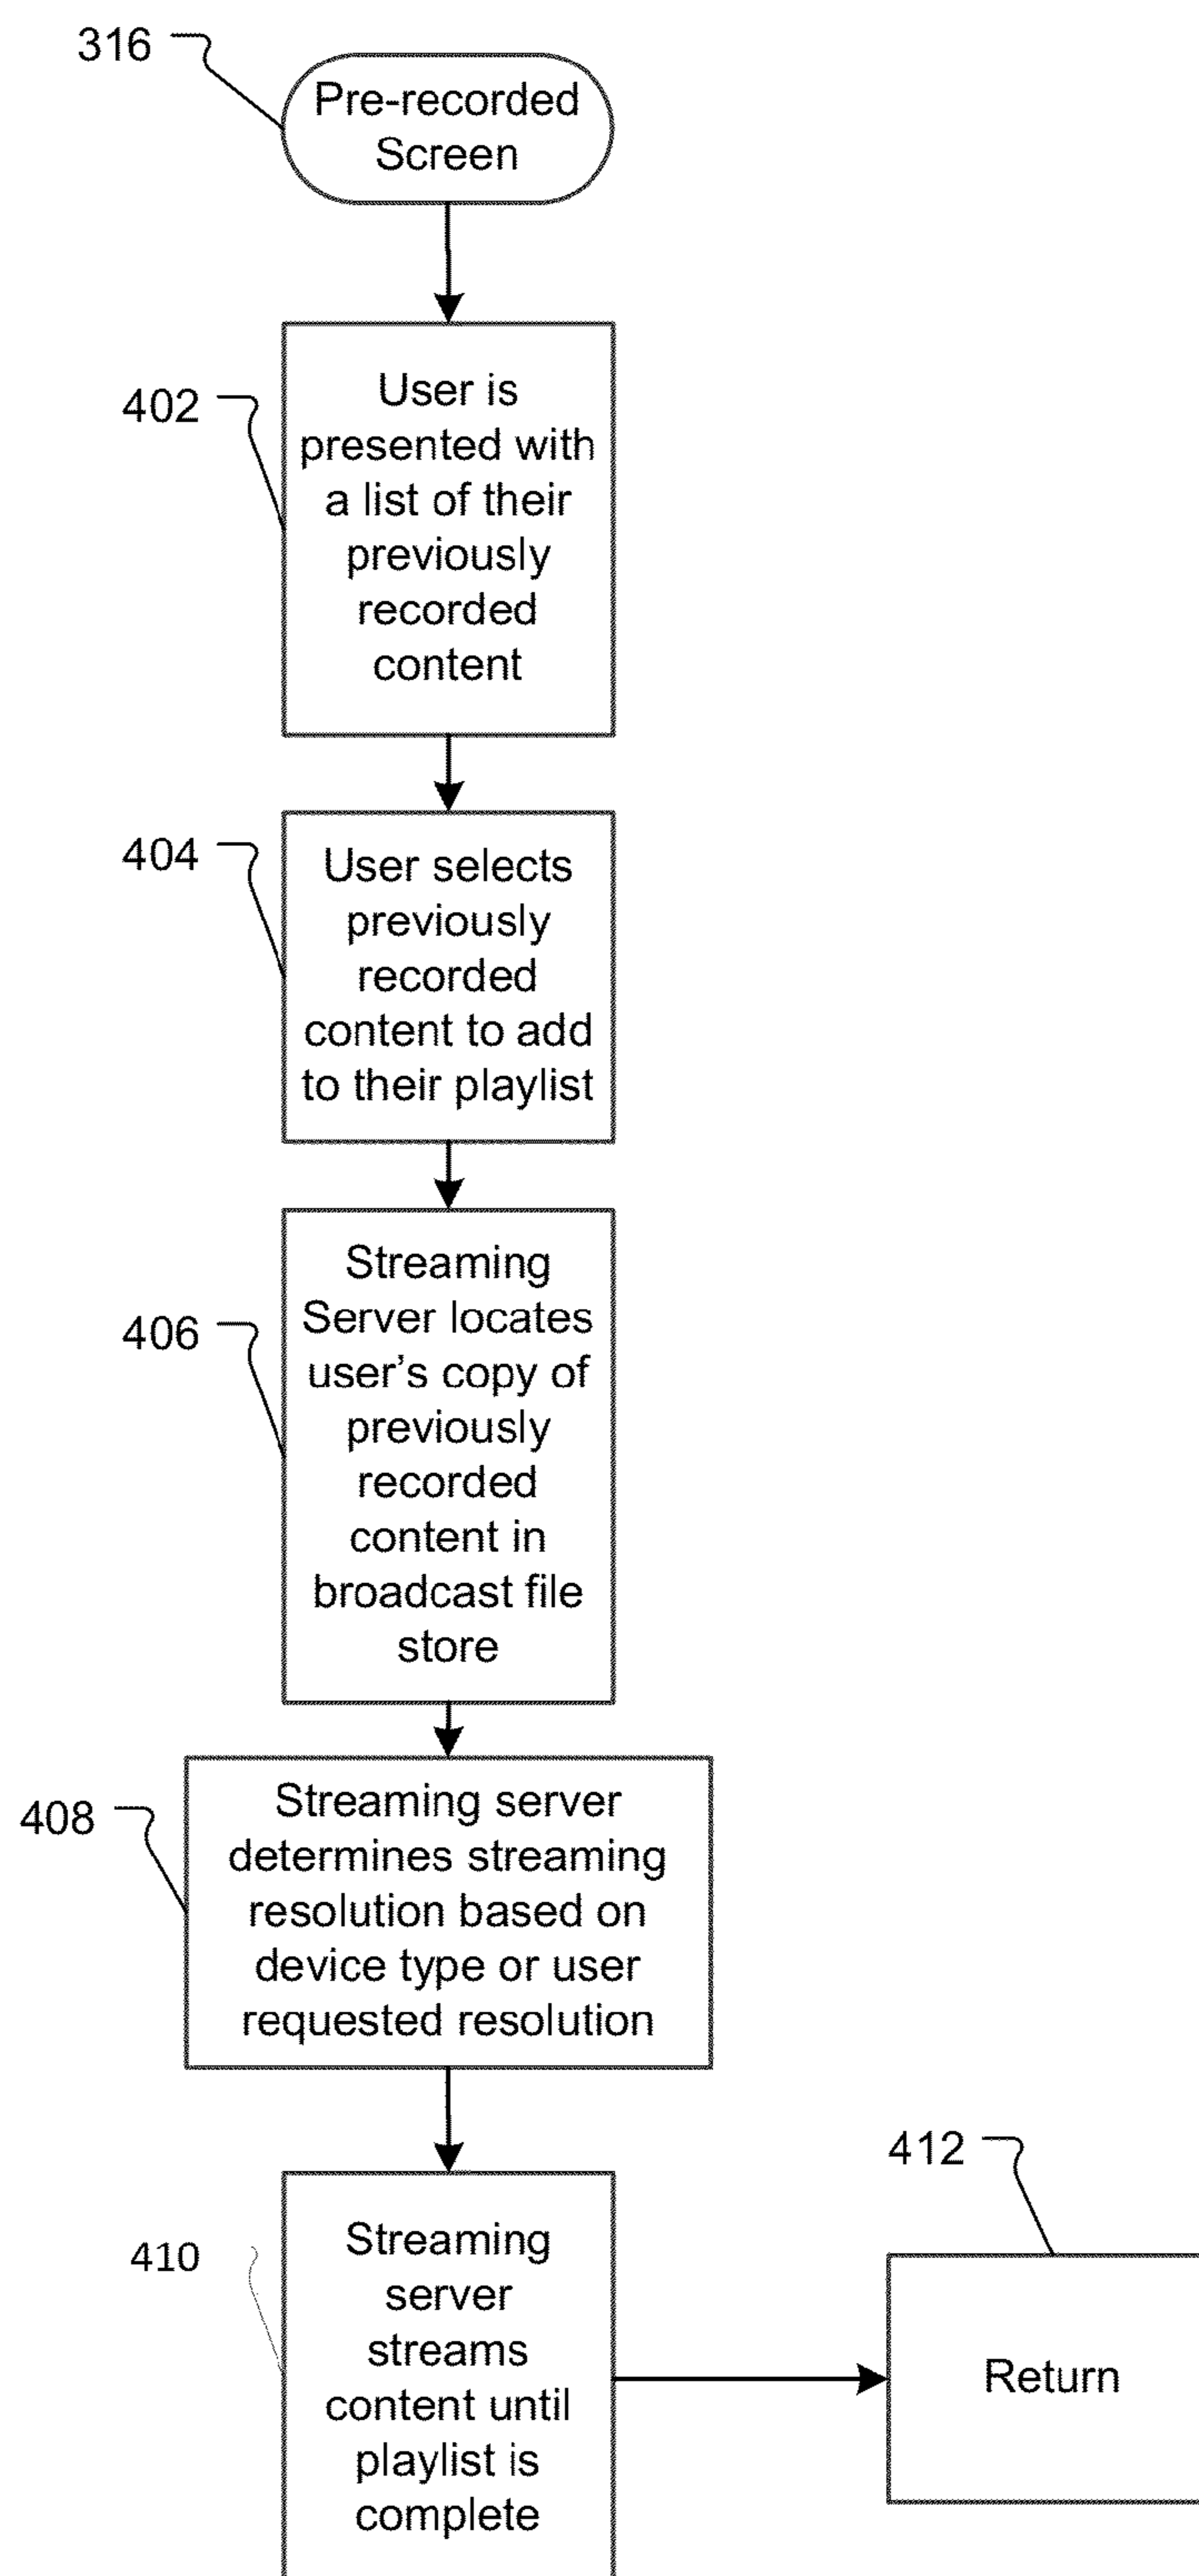 316
Pre-recorded
Screen
402
User is
presented with
a list of their
previously
recorded
content
404
User selects
previously
recorded
content to add
to their playlist
406
Streaming
Server locates
user's copy of
previously
recorded
content in
broadcast file
store
408
Streaming server
determines streaming
resolution based on
device type or user
requested resolution
410
Streaming
server
streams
content until
playlist is
complete
412
Return